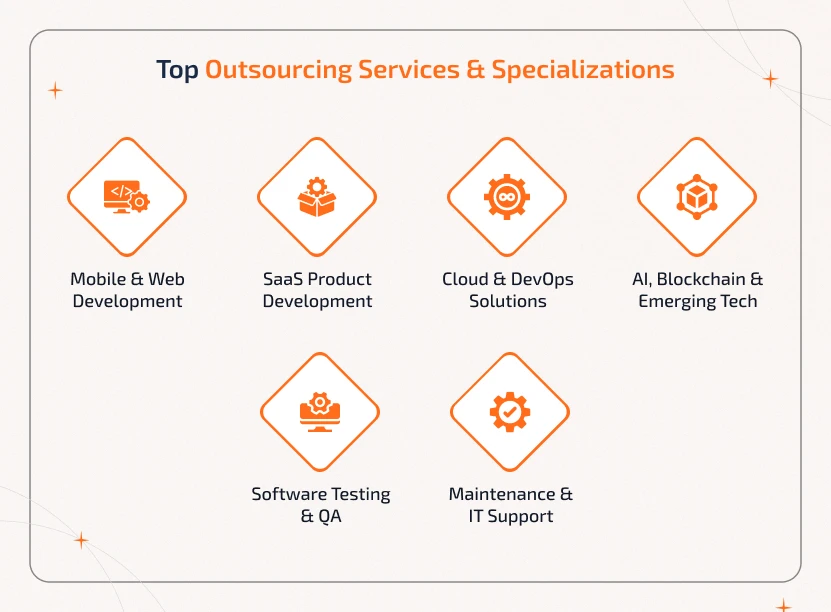 Top Outsourcing Services & Specializations
</>
Mobile & Web
Development
SaaS Product
Development
Cloud & DevOps
Solutions
AI, Blockchain &
Emerging Tech
Software Testing
& QA
Maintenance &
IT Support